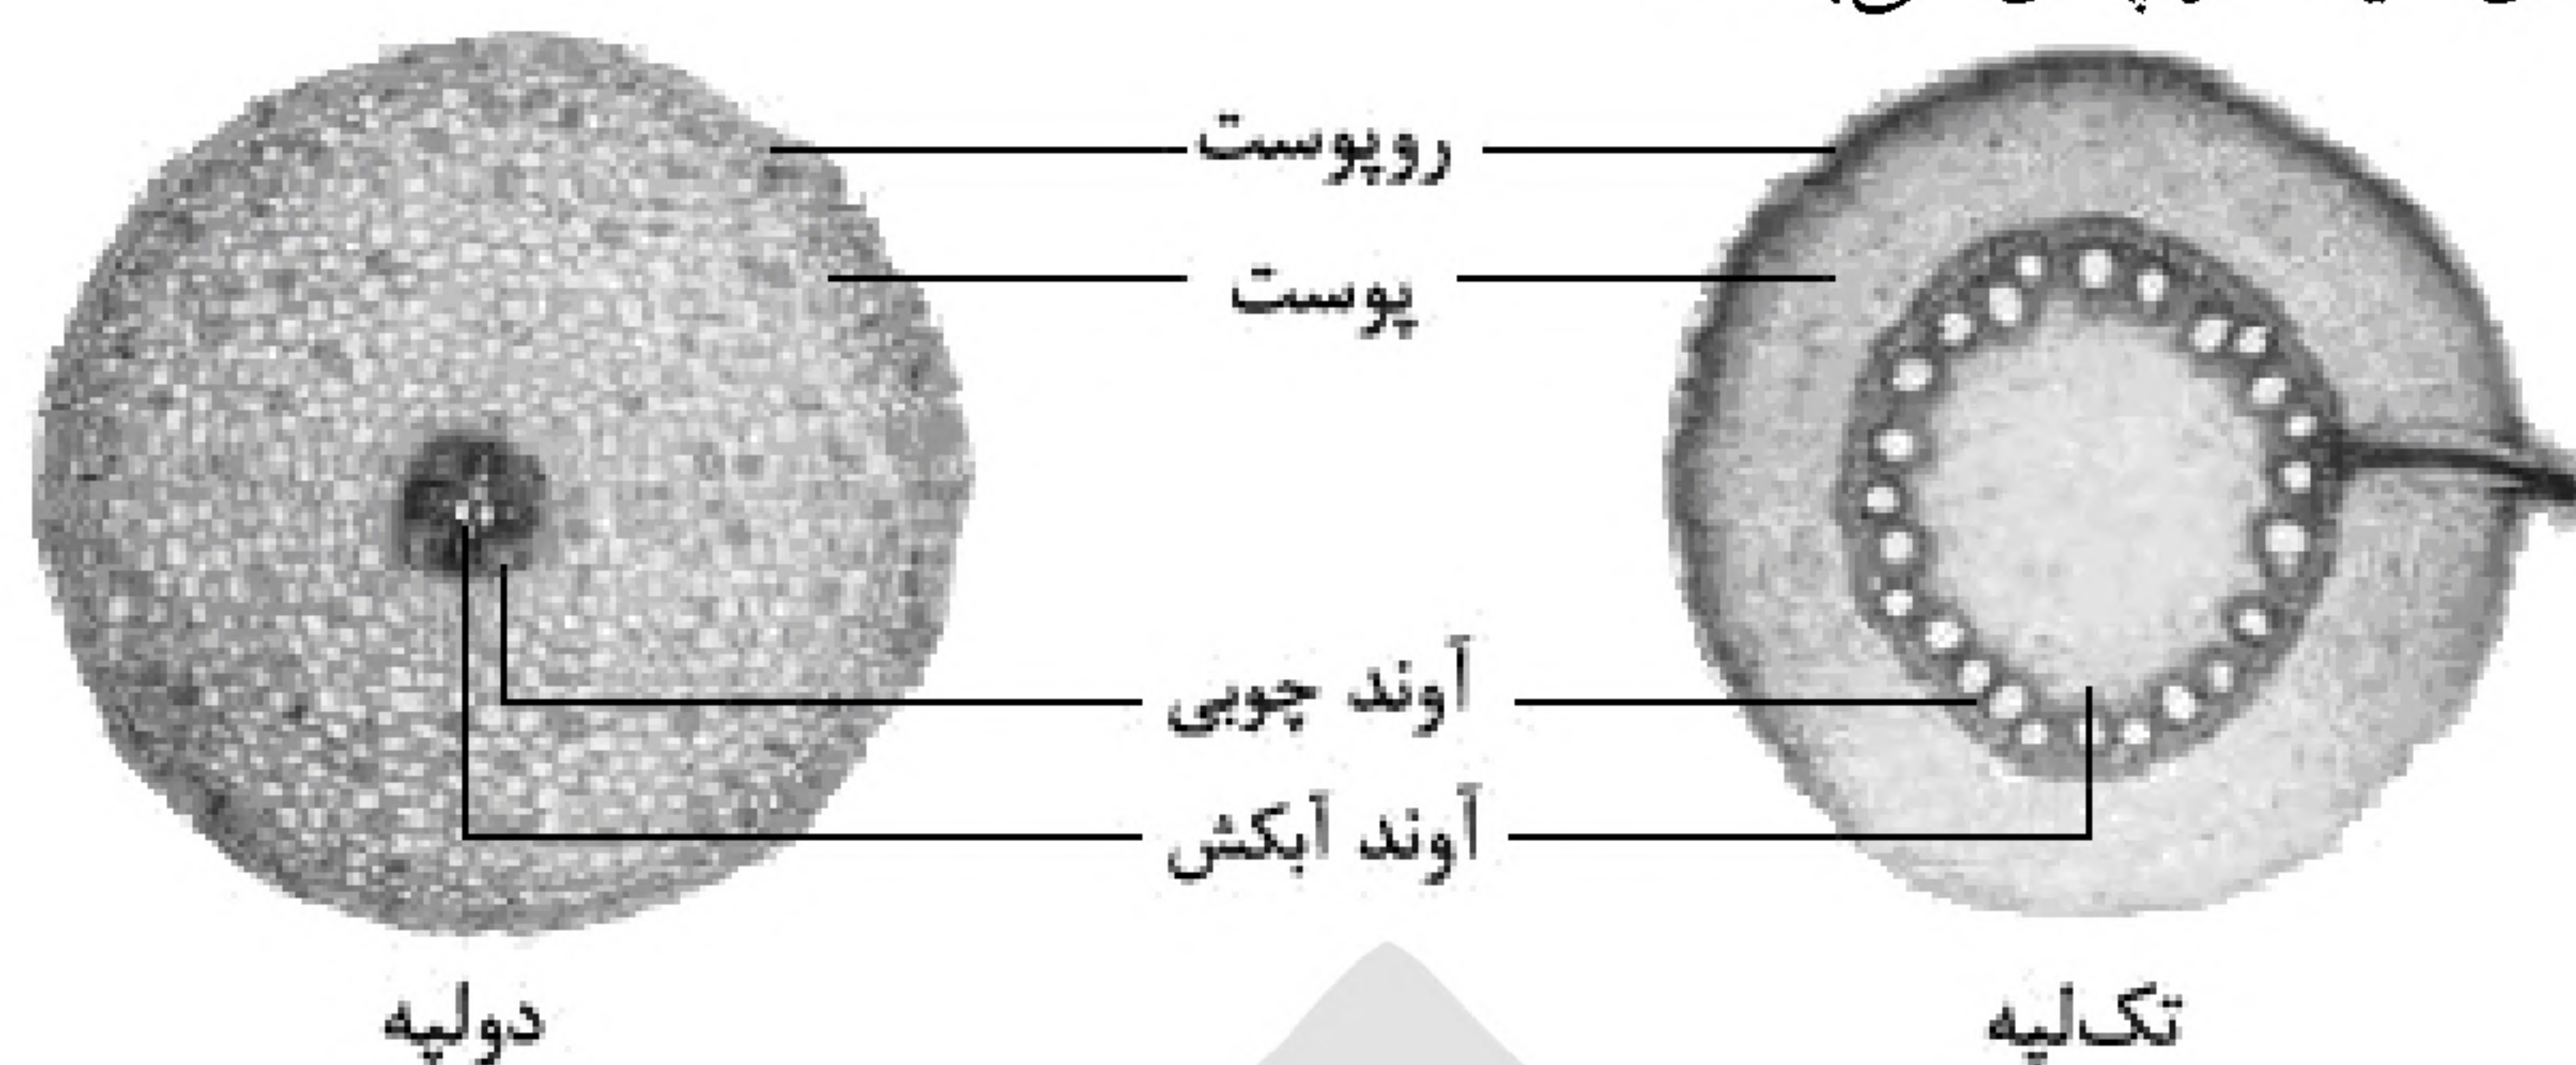 روپوست
پوست
آوند چوبی
آوند آبکش
تک‌لپه
دولپه